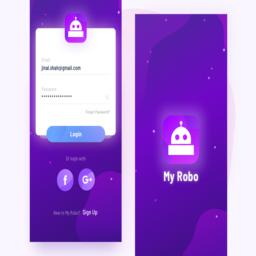 Email
jinal.shah@gmail.com
Password
Forgot Password?
Login
Or login with
f
G+
New to My Robo? Sign Up
My Robo